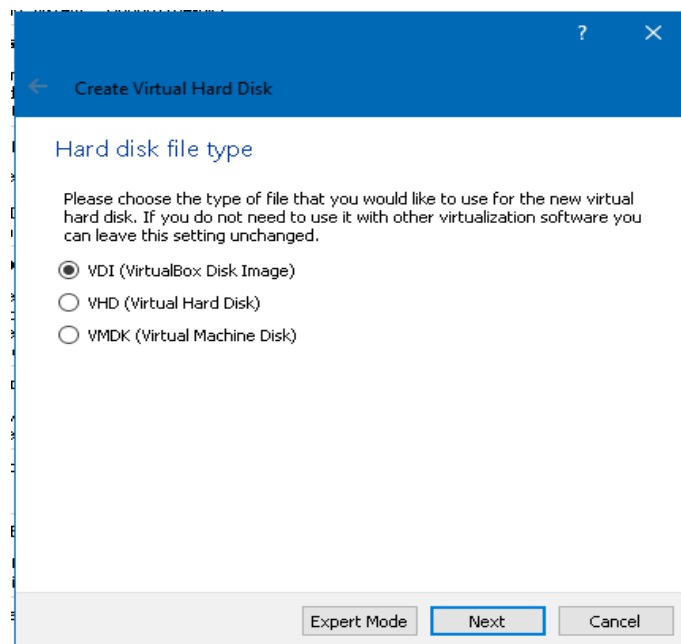 ?
Create Virtual Hard Disk
Hard disk file type
Please choose the type of file that you would like to use for the new virtual
hard disk. If you do not need to use it with other virtualization software you
can leave this setting unchanged.
VDI (VirtualBox Disk Image)
VHD (Virtual Hard Disk)
VMDK (Virtual Machine Disk)
Expert Mode
Next
Cancel